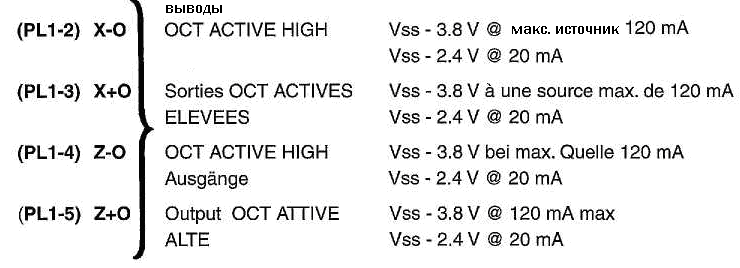 выводы
(PL1-2) X-O OCT ACTIVE HIGH Vss - 3.8 V @ макс. источник 120 mA
Vss - 2.4 V @ 20 mA
(PL1-3) X+O Sorties OCT ACTIVES Vss - 3.8 V à une source max. de 120 mA
ELEVEES Vss - 2.4 V @ 20 mA
(PL1-4) Z-O OCT ACTIVE HIGH Vss - 3.8 V bei max. Quelle 120 mA
Ausgänge Vss - 2.4 V @ 20 mA
(PL1-5) Z+O Output OCT ATTIVE Vss - 3.8 V @ 120 mA max
ALTE Vss - 2.4 V @ 20 mA